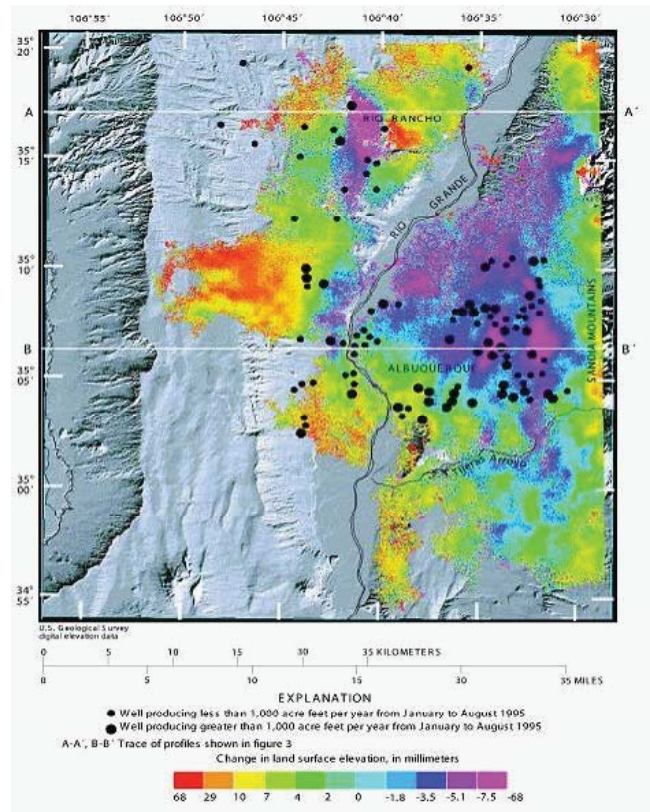 106°55' 106°50' 106°45' 106°40' 106°35' 106°30'
35° 20'
A A'
RIO RANCHO
35° 15'
RIO GRANDE
35° 10'
SANDIA MOUNTAINS
B B'
35° 05'
ALBUQUERQUE
Tijeras Arroyo
35° 00'
34° 55'
U.S. Geological Survey
digital elevation data
0 5 10 15 30 35 KILOMETERS
0 5 10 15 30 35 MILES
EXPLANATION
Well producing less than 1,000 acre feet per year from January to August 1995
Well producing greater than 1,000 acre feet per year from January to August 1995
A-A', B-B' Trace of profiles shown in figure 3
Change in land surface elevation, in millimeters
68 29 10 7 4 2 0 -1.8 -3.5 -5.1 -7.5 -68